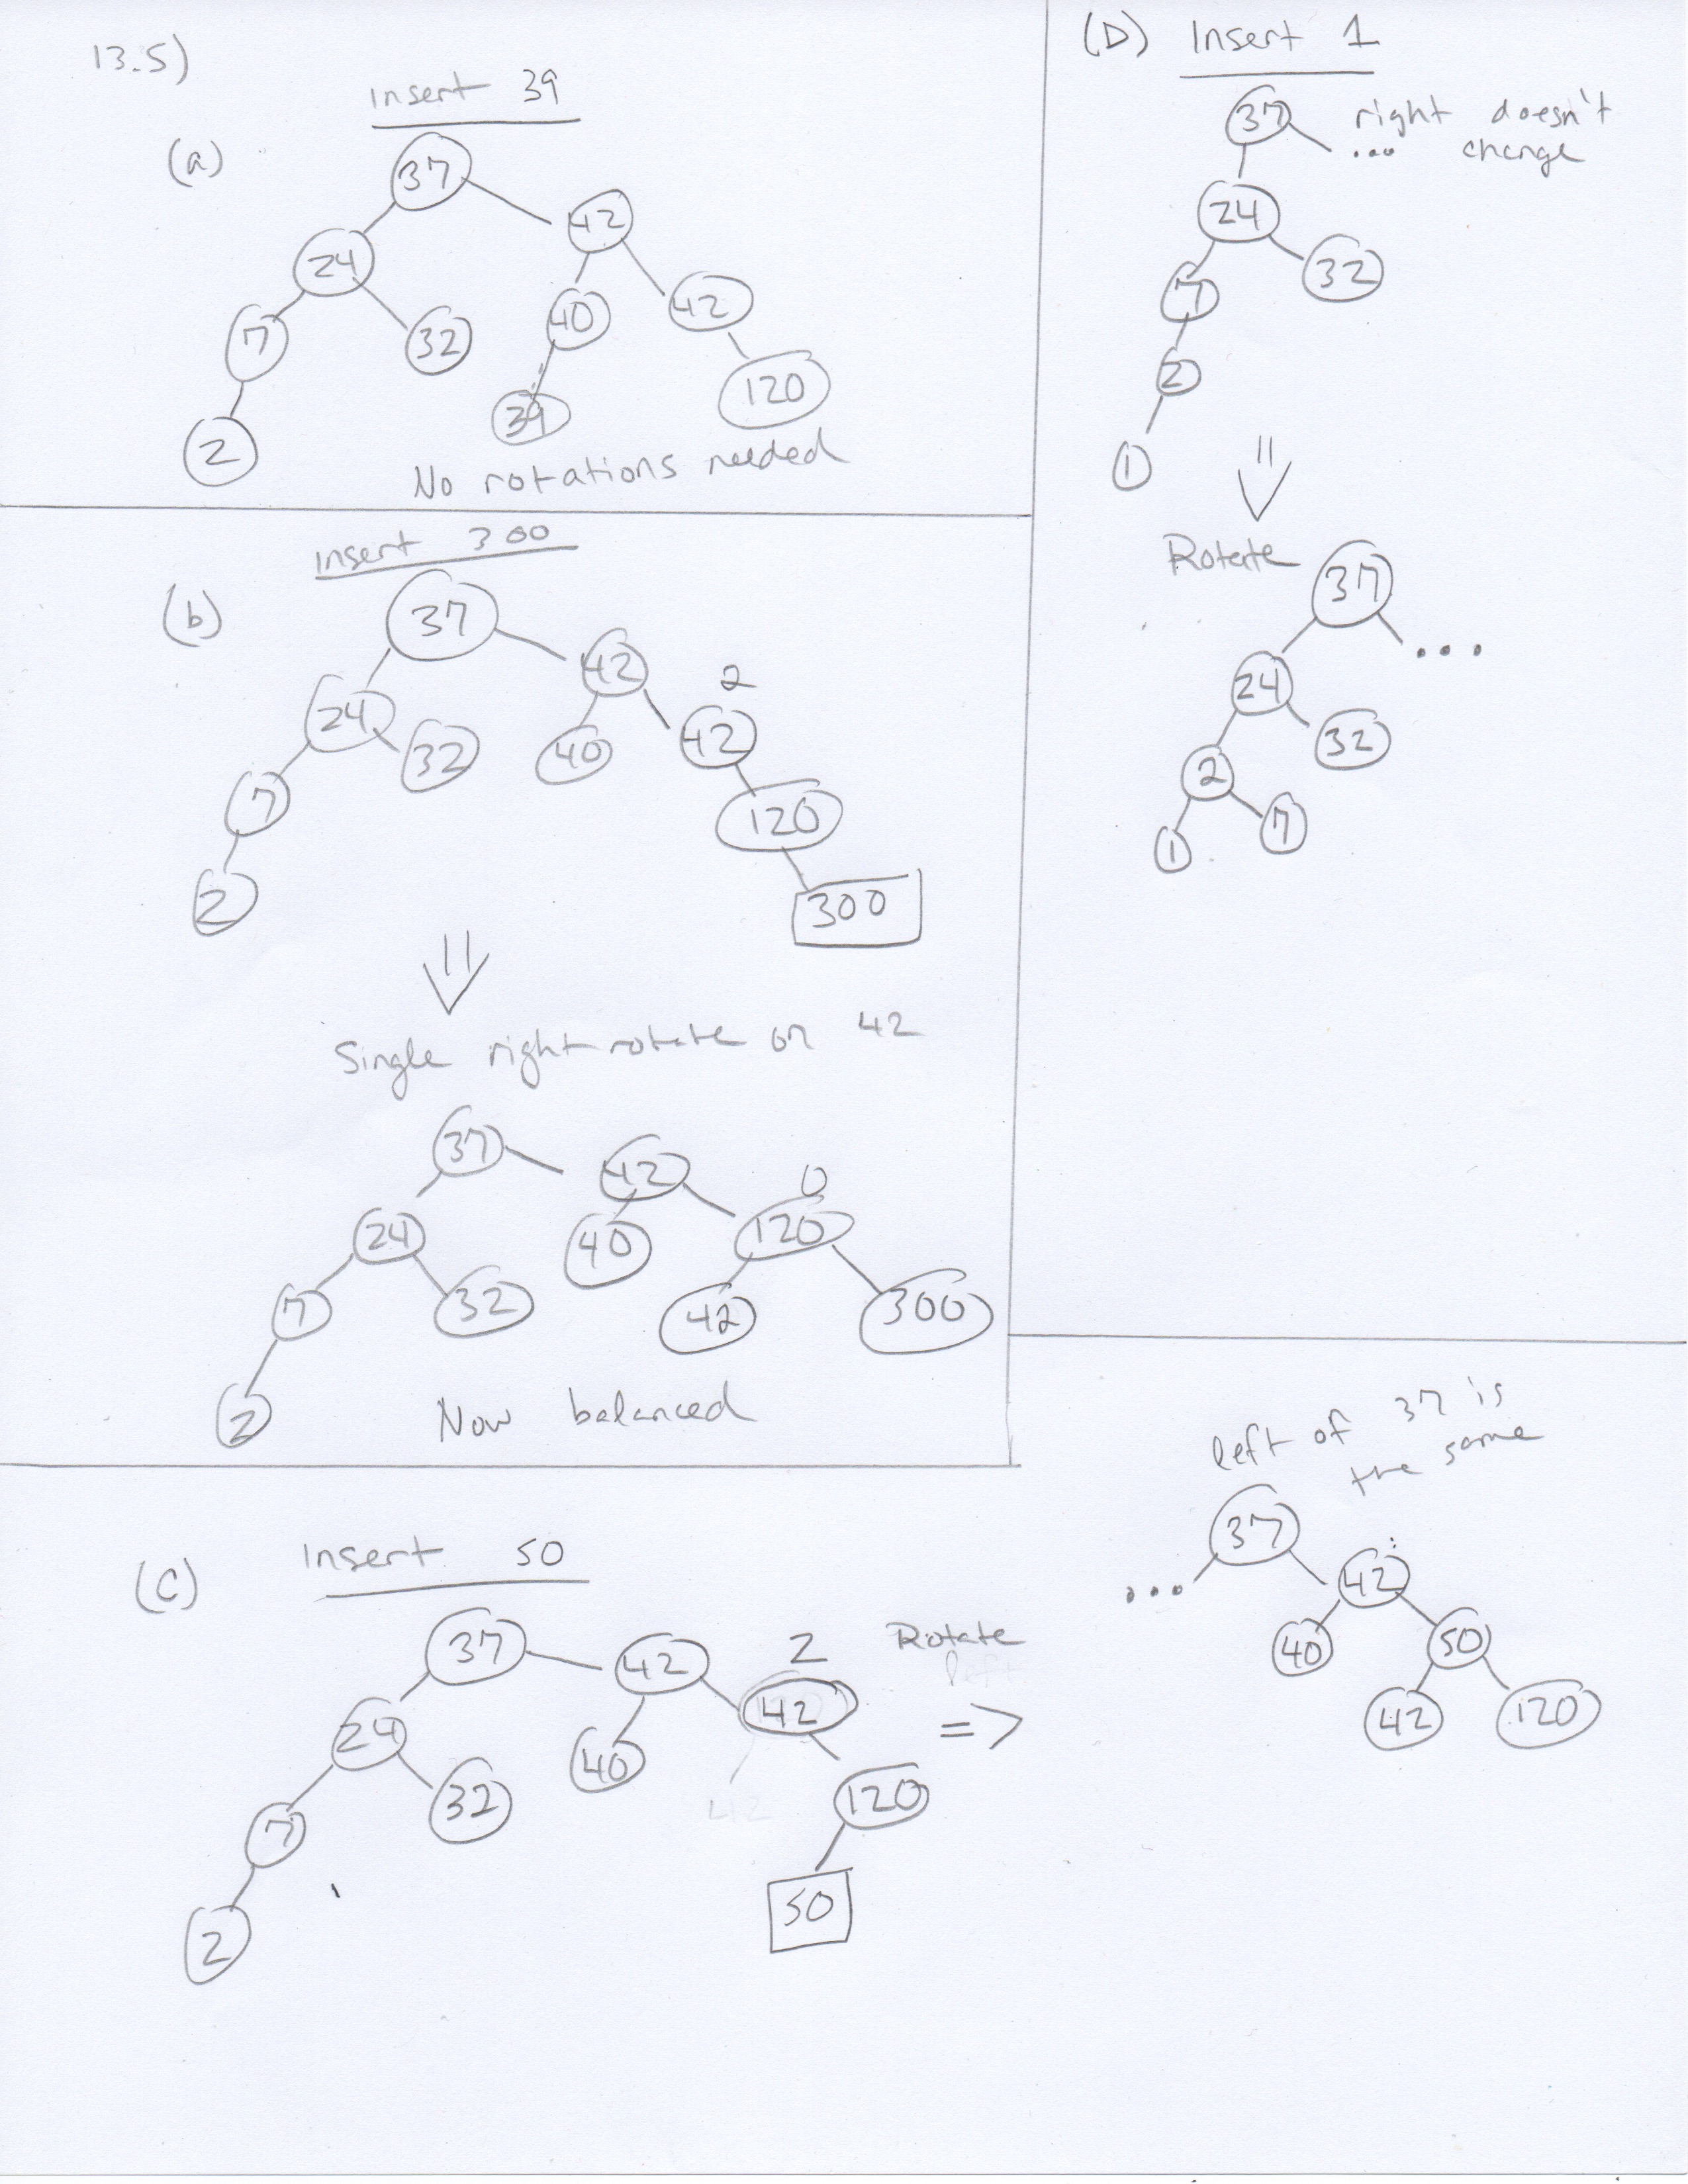 13.5)
Insert 39
(a)
37
24 42
7 32 40 42
2 39 120
No rotations needed
Insert 300
(b)
37
24 42 2
7 32 40 42
2 120
300
Single right rotate on 42
37 42 0
24 40 120
7 32 42 300
2
Now balanced
(C) Insert 50
37 42 2
24 40 42
7 32 42 120
2 50
Rotate
left
=>
left of 37 is
the same
37
... 42
40 50
42 120
(D) Insert 1
37 right doesn't
... change
24
7 32
2
1
Rotate 37
24 ...
2 32
1 7